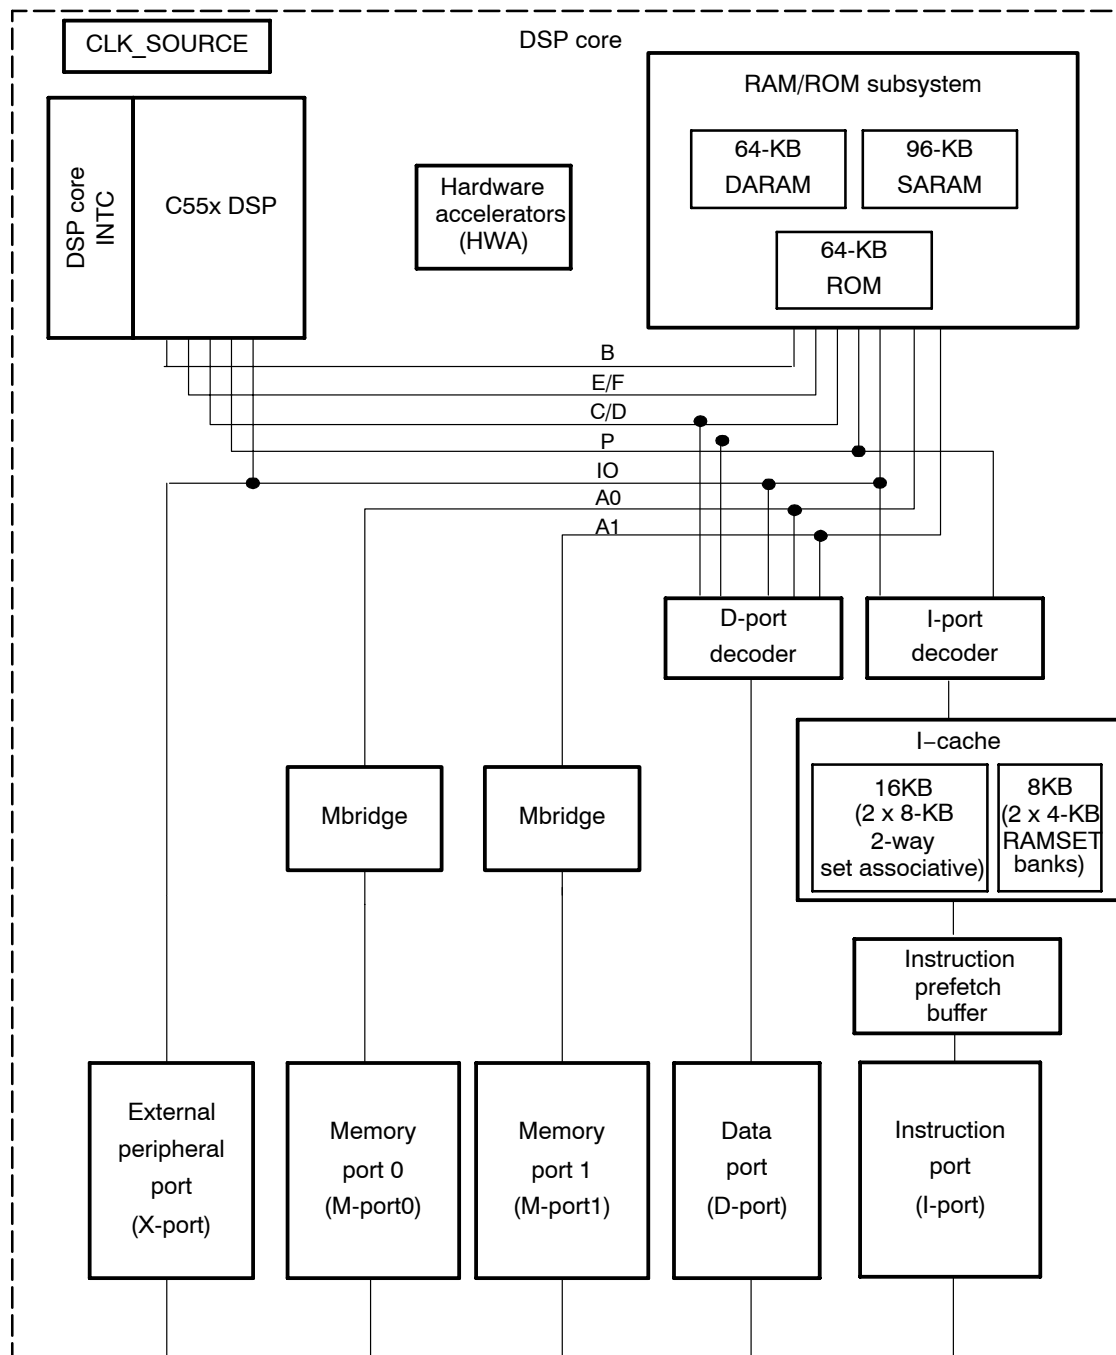 DSP core
CLK_SOURCE
DSP core
INTC
C55x DSP
Hardware
accelerators
(HWA)
RAM/ROM subsystem
64-KB
DARAM
96-KB
SARAM
64-KB
ROM
B
E/F
C/D
P
IO
A0
A1
D-port
decoder
I-port
decoder
I−cache
16KB
(2 x 8-KB
2-way
set associative)
8KB
(2 x 4-KB
RAMSET
banks)
Mbridge
Mbridge
Instruction
prefetch
buffer
External
peripheral
port
(X-port)
Memory
port 0
(M-port0)
Memory
port 1
(M-port1)
Data
port
(D-port)
Instruction
port
(I-port)